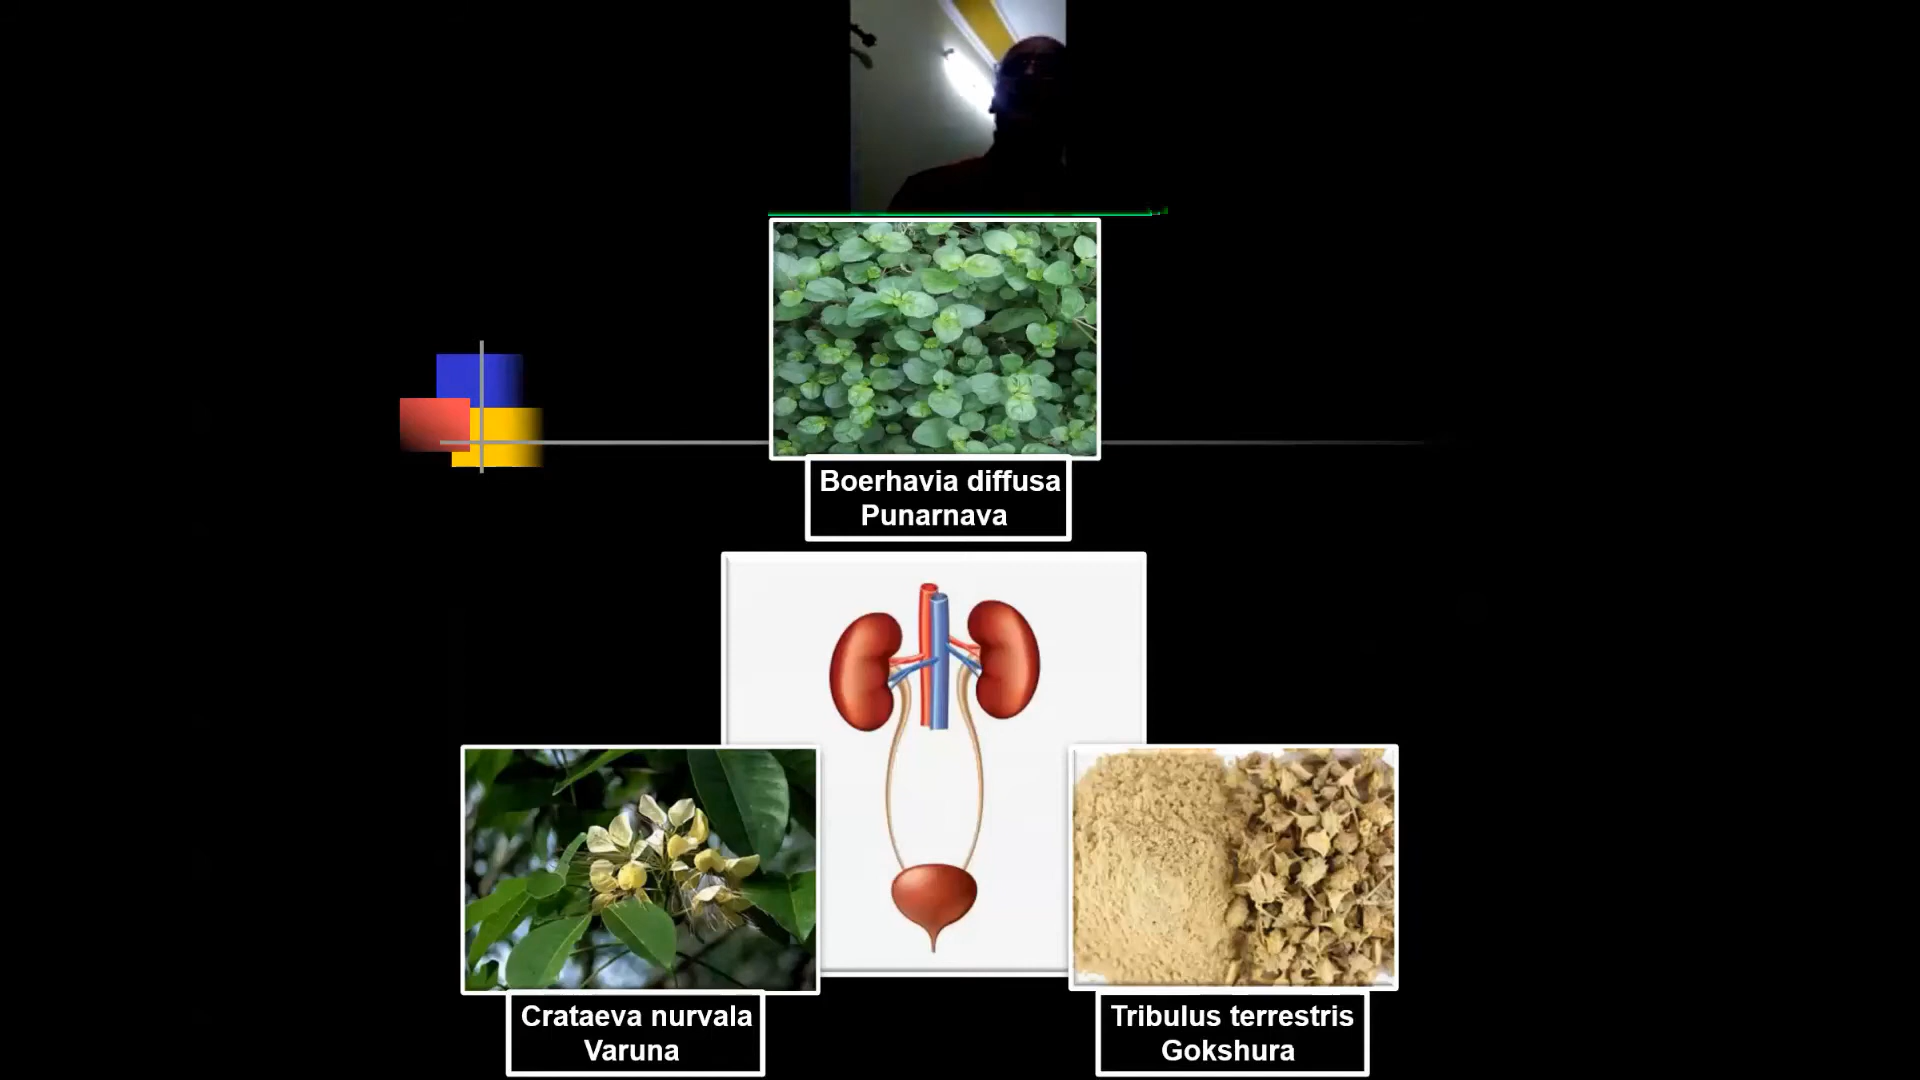 Boerhavia diffusa
Punarnava
Crataeva nurvala
Varuna
Tribulus terrestris
Gokshura